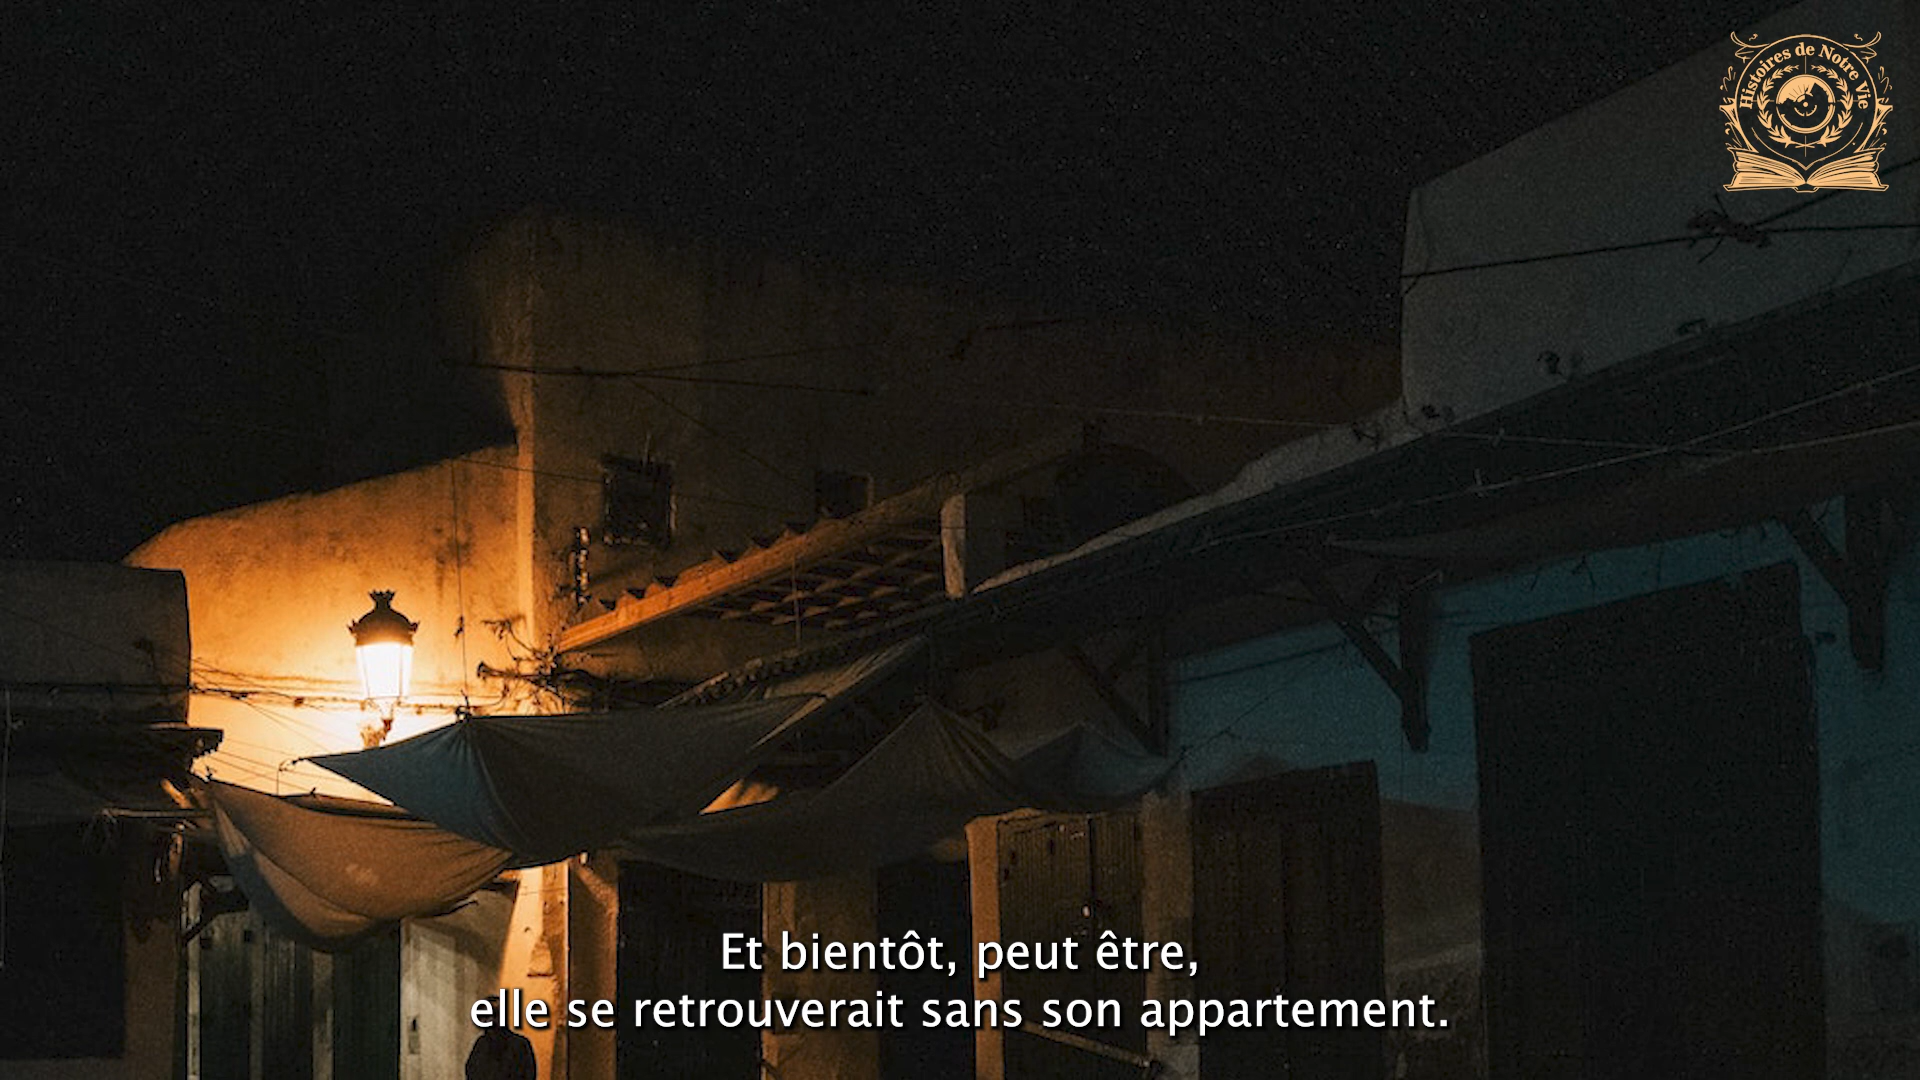 Histoires de Notre Vie
Et bientôt, peut être,
elle se retrouverait sans son appartement.